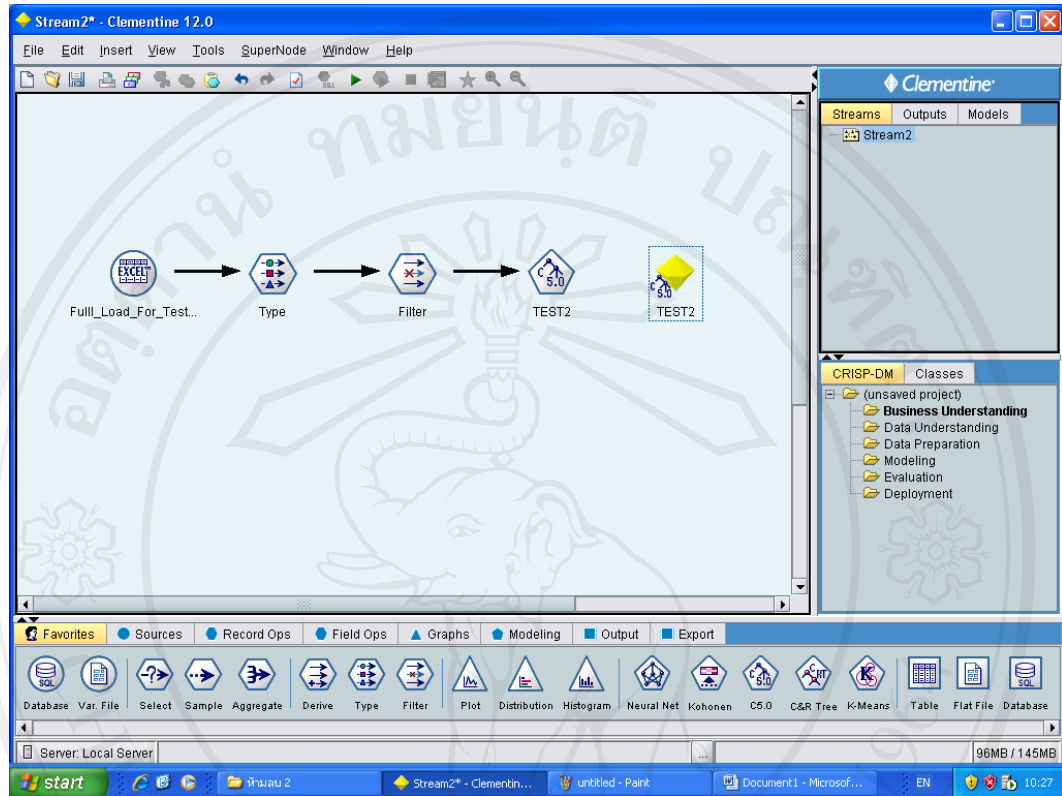 Stream2* - Clementine 12.0
File Edit Insert View Tools SuperNode Window Help
Clementine
Streams Outputs Models
Stream2
EXCEL
Fulll_Load_For_Test...
Type
Filter
C 5.0
TEST2
C 5.0
TEST2
CRISP-DM Classes
(unsaved project)
Business Understanding
Data Understanding
Data Preparation
Modeling
Evaluation
Deployment
Favorites Sources Record Ops Field Ops Graphs Modeling Output Export
Database Var. File Select Sample Aggregate Derive Type Filter Plot Distribution Histogram Neural Net Kohonen C5.0 C&R Tree K-Means Table Flat File Database
Server: Local Server ... 96MB / 145MB
start ห้ามลบ 2 Stream2* - Clementin... untitled - Paint Document1 - Microsof... EN 10:27